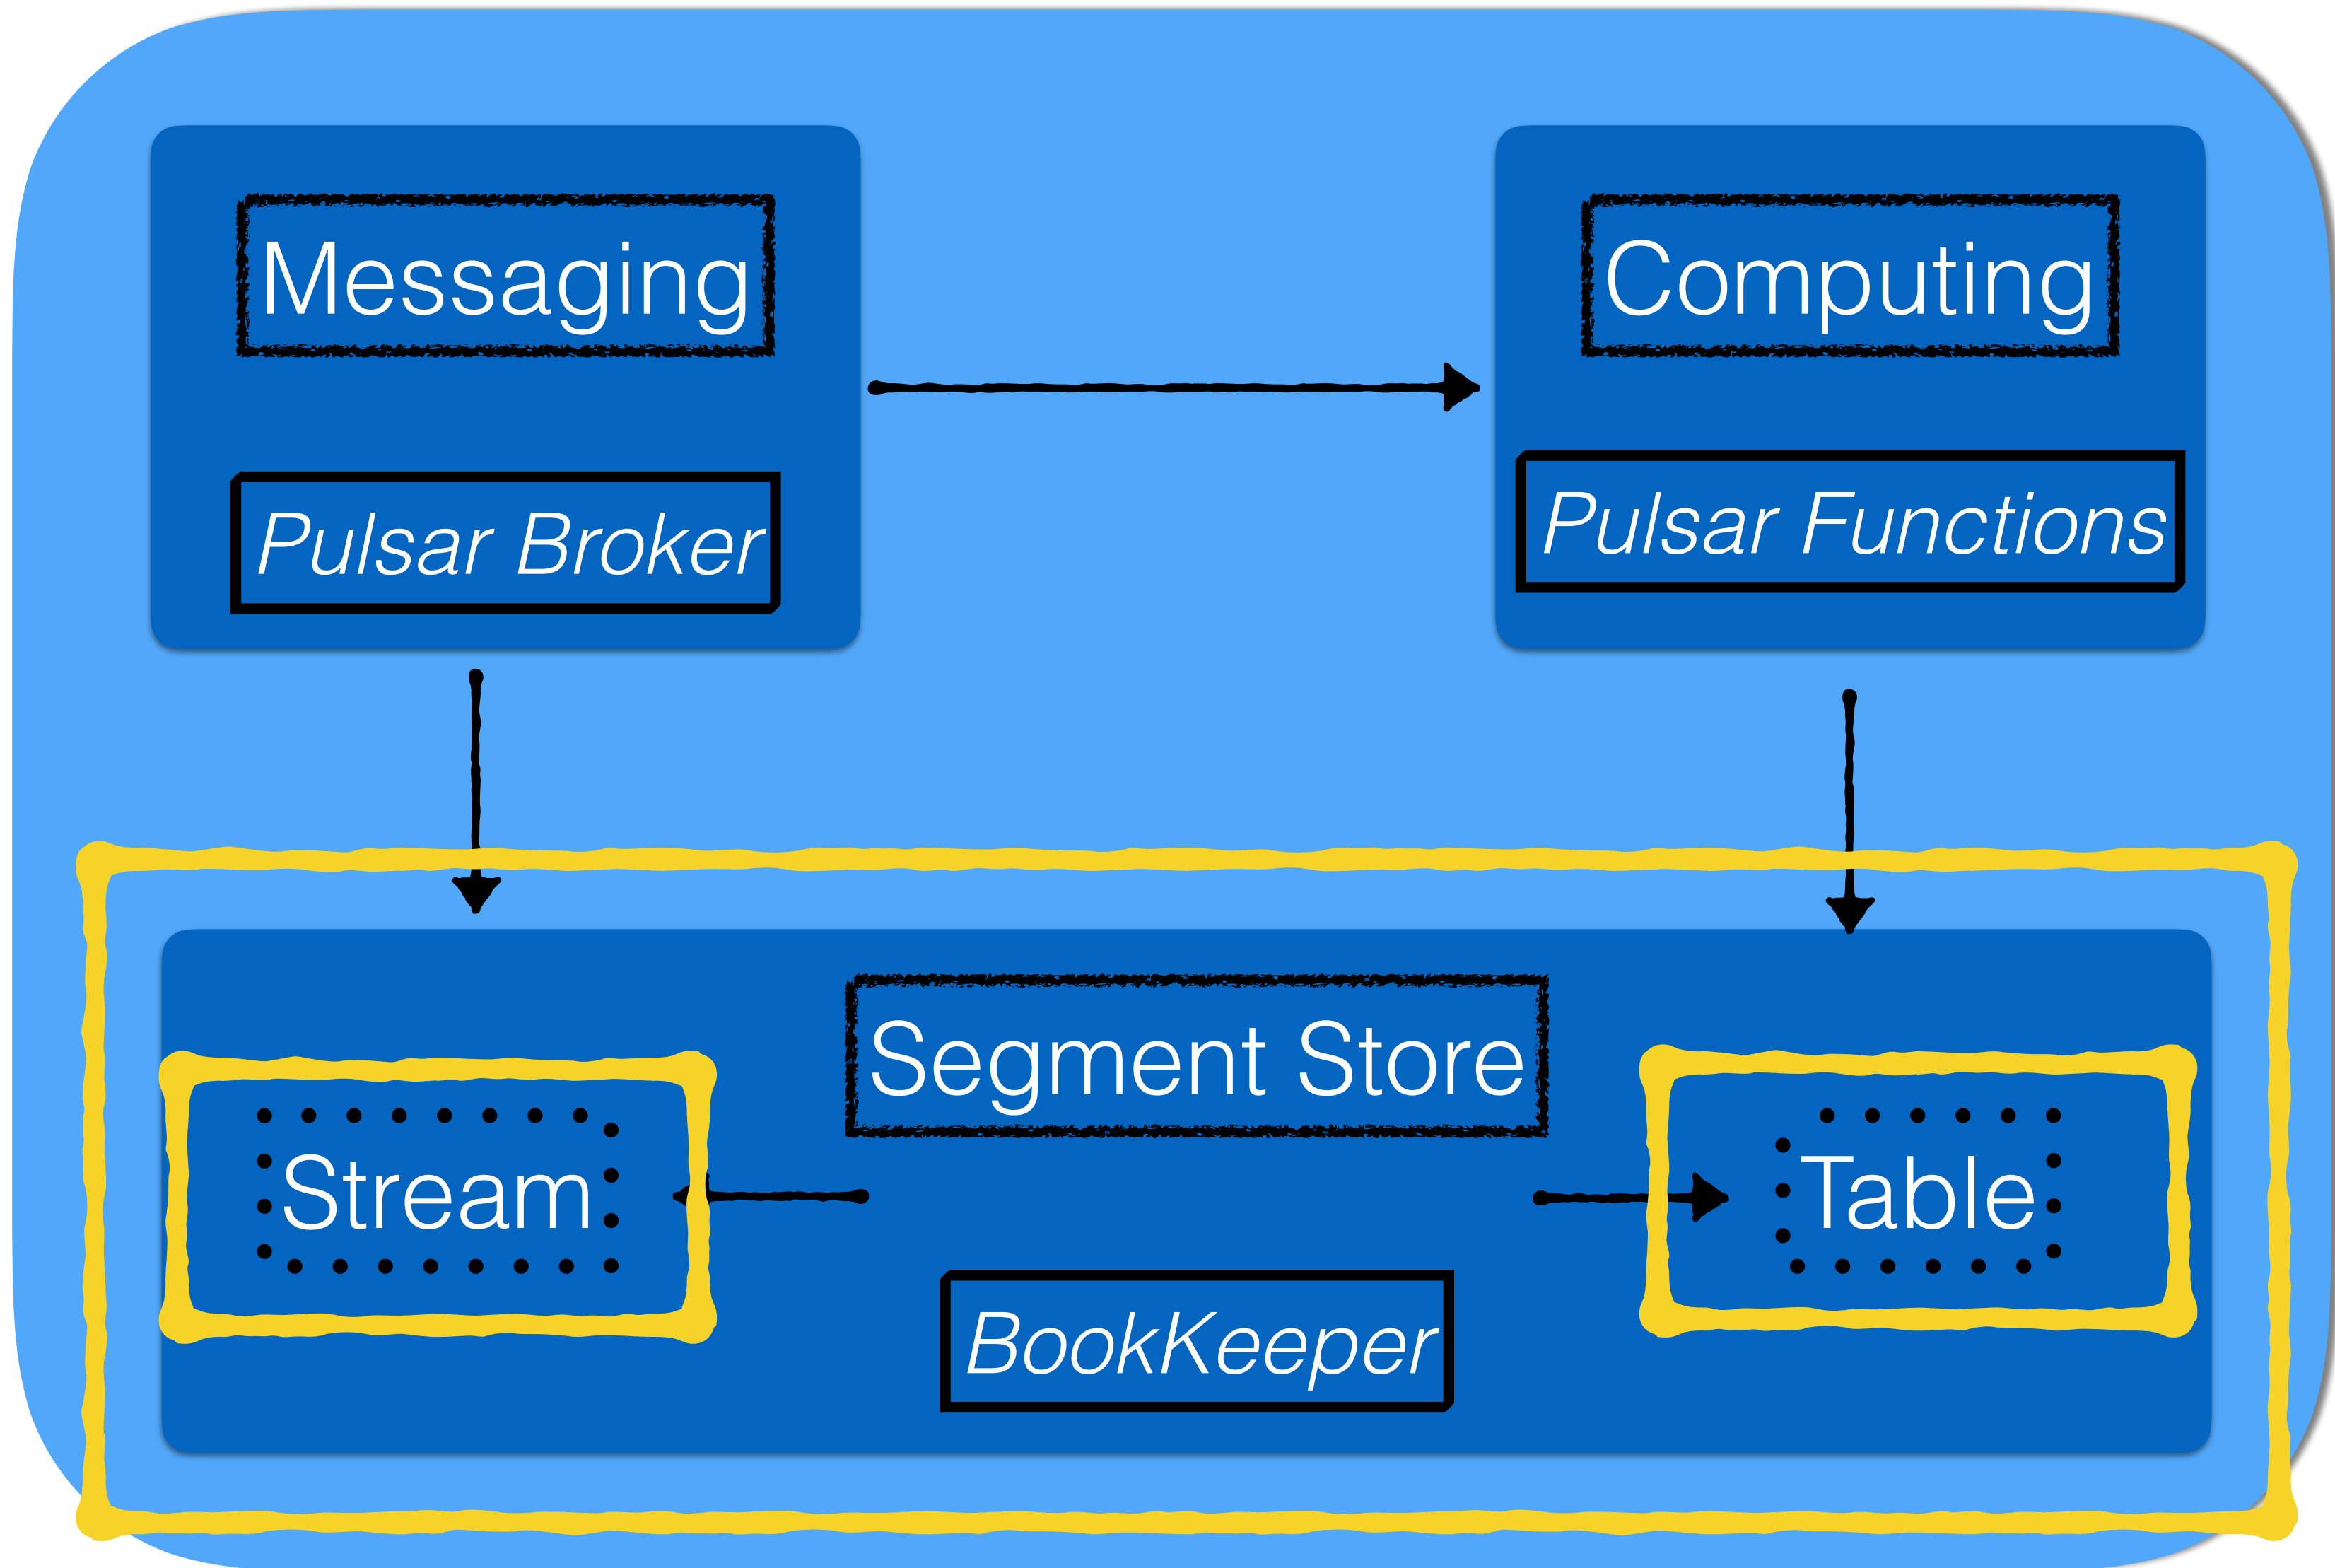 Messaging
Computing
Pulsar Broker
Pulsar Functions
Segment Store
Stream
Table
BookKeeper